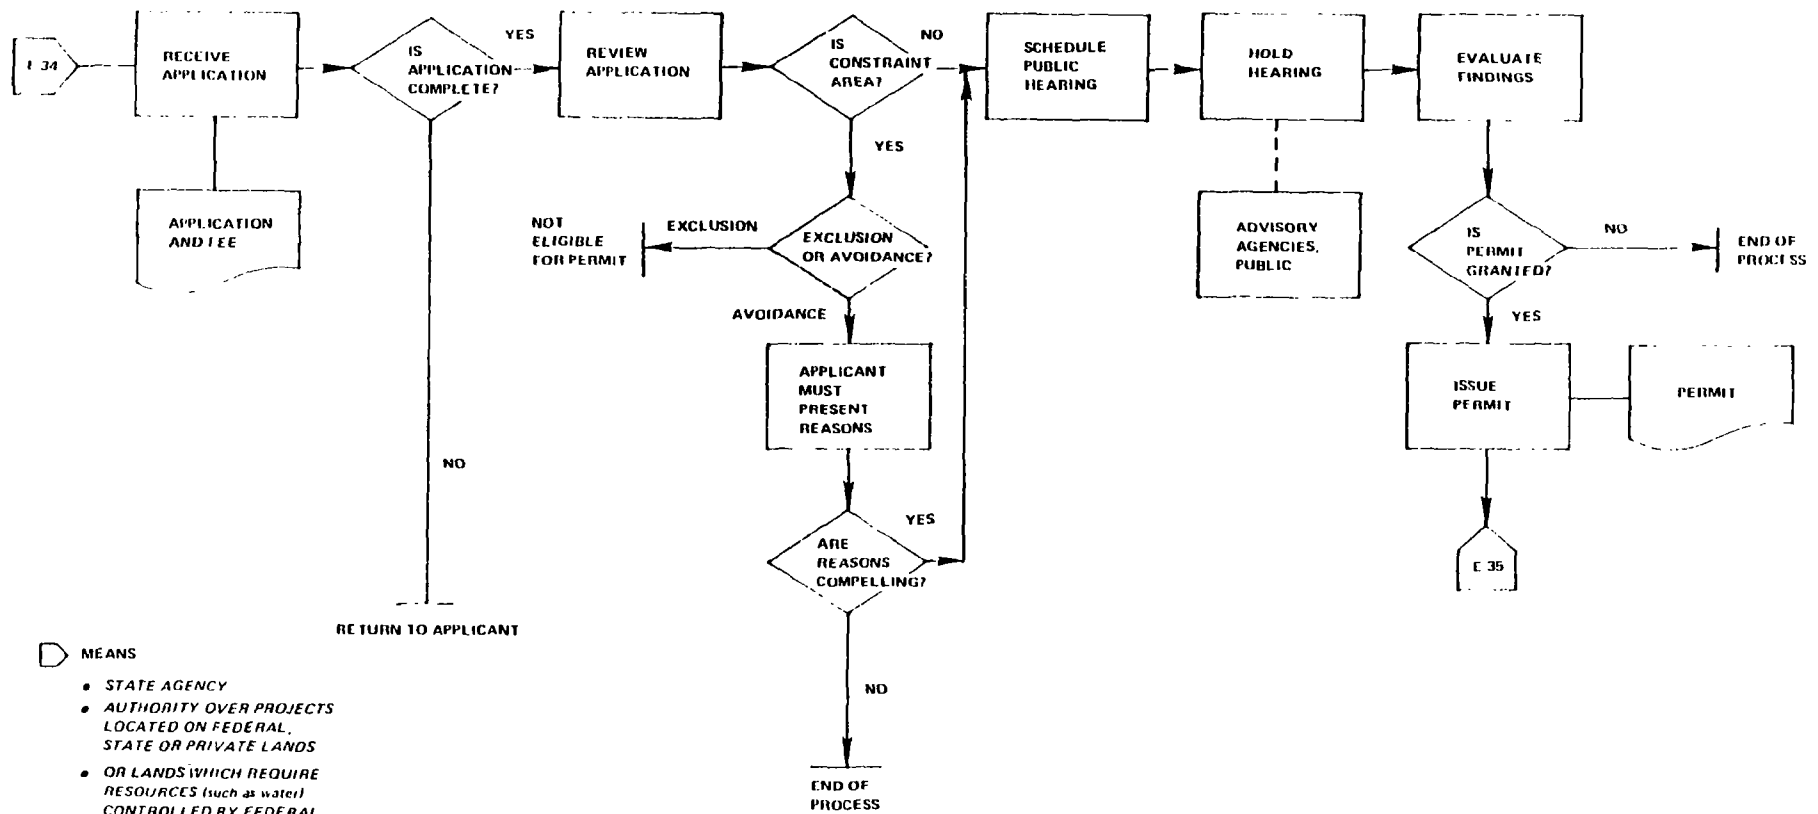 E 34
RECEIVE
APPLICATION
APPLICATION
AND FEE
IS
APPLICATION
COMPLETE?
YES
NO
RETURN TO APPLICANT
REVIEW
APPLICATION
IS
CONSTRAINT
AREA?
NO
YES
EXCLUSION
OR AVOIDANCE?
EXCLUSION
NOT
ELIGIBLE
FOR PERMIT
AVOIDANCE
APPLICANT
MUST
PRESENT
REASONS
ARE
REASONS
COMPELLING?
YES
NO
END OF
PROCESS
SCHEDULE
PUBLIC
HEARING
HOLD
HEARING
ADVISORY
AGENCIES,
PUBLIC
EVALUATE
FINDINGS
IS
PERMIT
GRANTED?
NO
END OF
PROCESS
YES
ISSUE
PERMIT
PERMIT
E 35
MEANS
• STATE AGENCY
• AUTHORITY OVER PROJECTS
LOCATED ON FEDERAL,
STATE OR PRIVATE LANDS
• OR LANDS WHICH REQUIRE
RESOURCES (such as water)
CONTROLLED BY FEDERAL